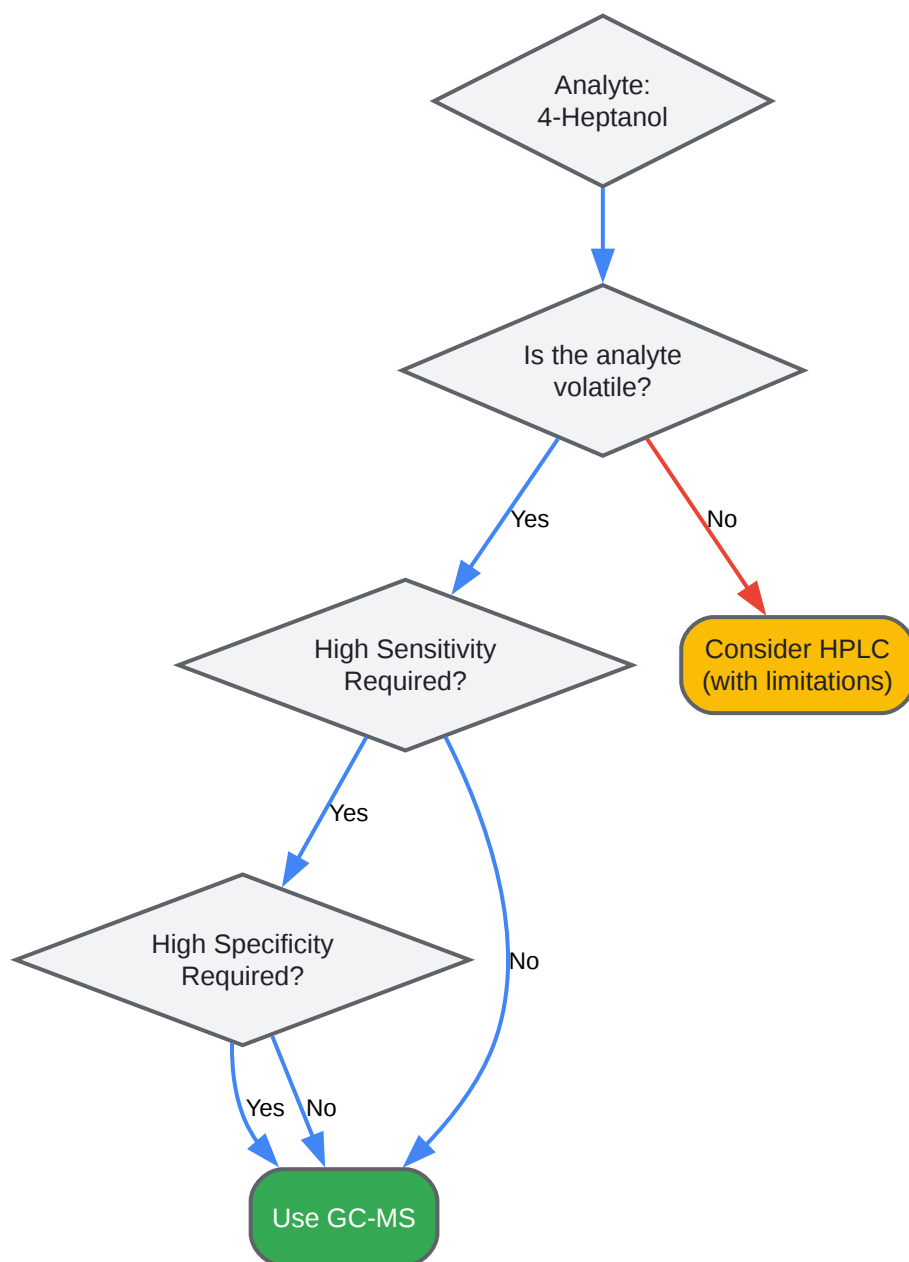 Analyte:
4-Heptanol
Is the analyte
volatile?
Yes
No
High Sensitivity
Required?
Consider HPLC
(with limitations)
Yes
No
High Specificity
Required?
Yes
No
Use GC-MS